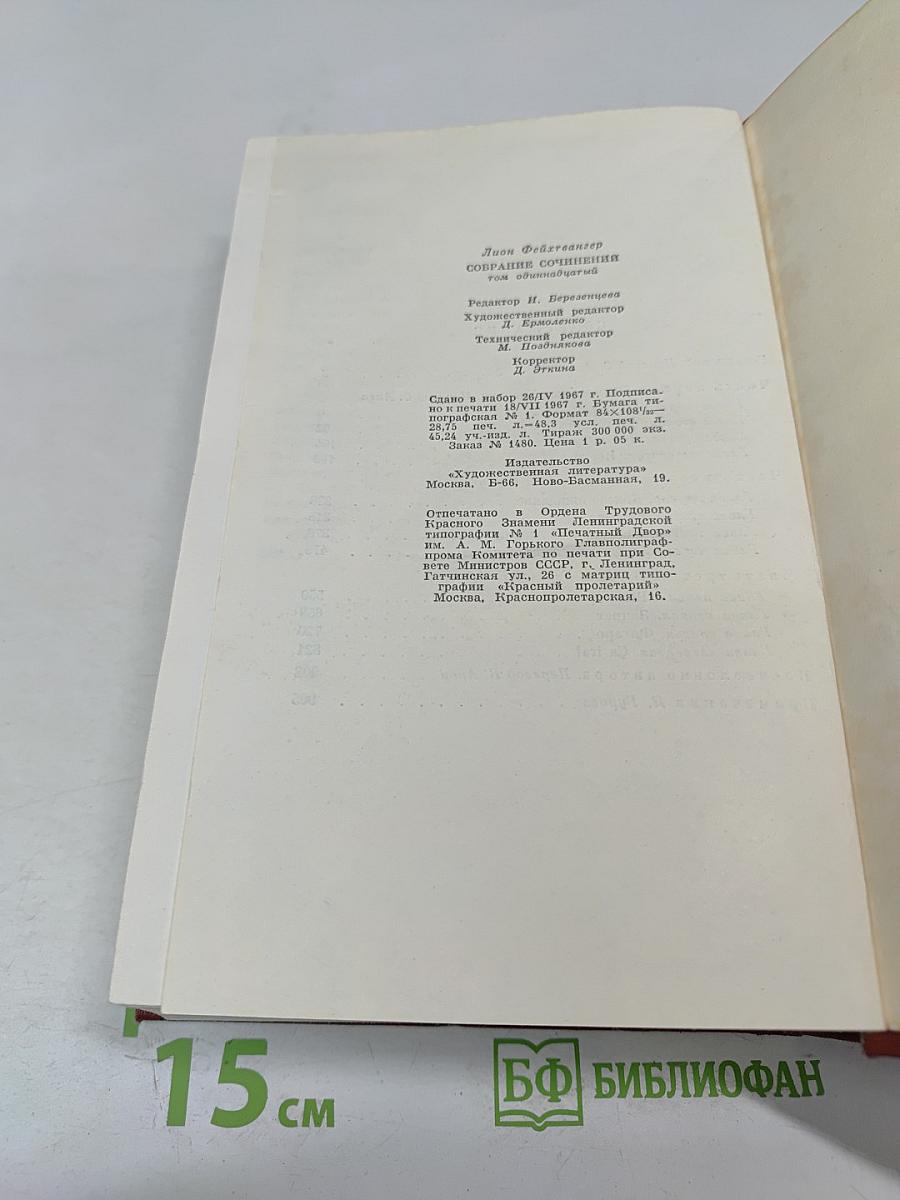 Лион Фейхтвангер
СОБРАНИЕ СОЧИНЕНИЙ
том одиннадцатый
Редактор И. Березенцева
Художественный редактор
Д. Ермоленко
Технический редактор
М. Позднякова
Корректор
Д. Эткина
Сдано в набор 26/IV 1967 г. Подписа-
но к печати 18/VII 1967 г. Бумага ти-
пографская № 1. Формат 84×108¹/₃₂—
28,75 печ. л.—48,3 усл. печ. л.
45,24 уч.-изд. л. Тираж 300 000 экз.
Заказ № 1480. Цена 1 р. 05 к.
Издательство
«Художественная литература»
Москва, Б-66, Ново-Басманная, 19.
Отпечатано в Ордена Трудового
Красного Знамени Ленинградской
типографии № 1 «Печатный Двор»
им. А. М. Горького Главполиграф-
прома Комитета по печати при Со-
вете Министров СССР, г. Ленинград,
Гатчинская ул., 26 с матриц типо-
графии «Красный пролетарий»
Москва, Краснопролетарская, 16.
15 см
БФ БИБЛИОФАН